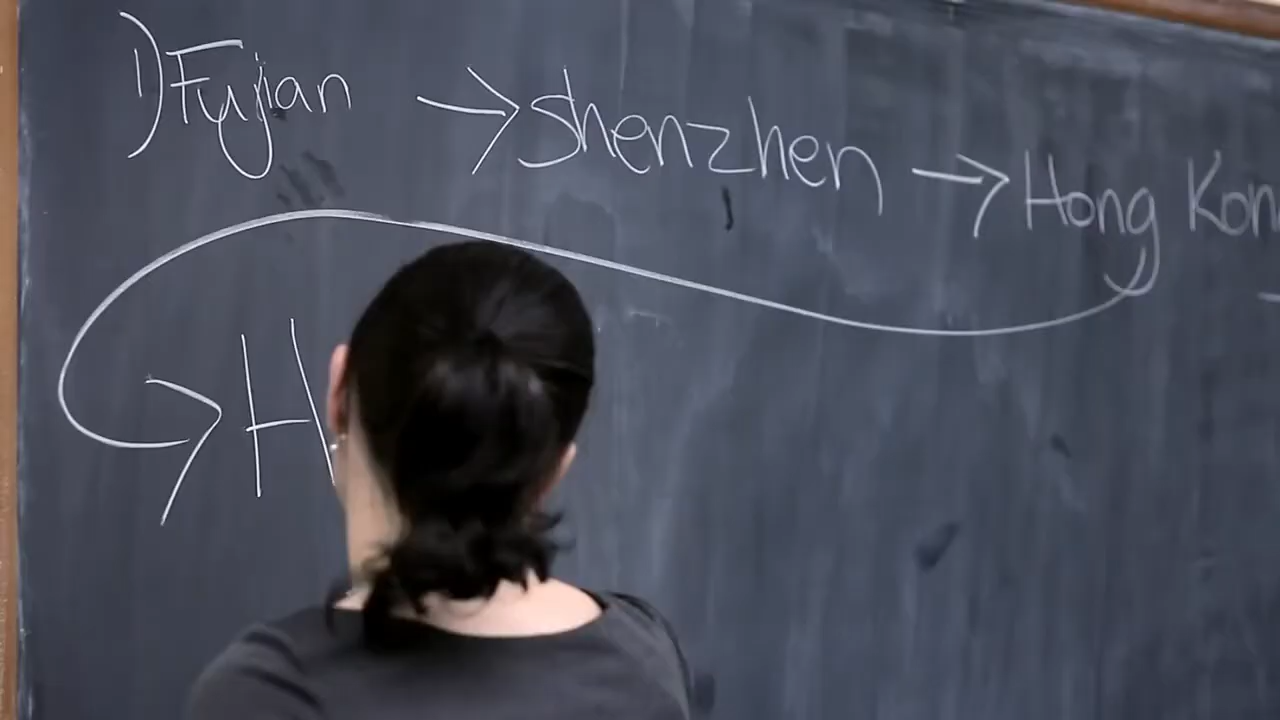 1) Fujian → Shenzhen → Hong Kon
→ H